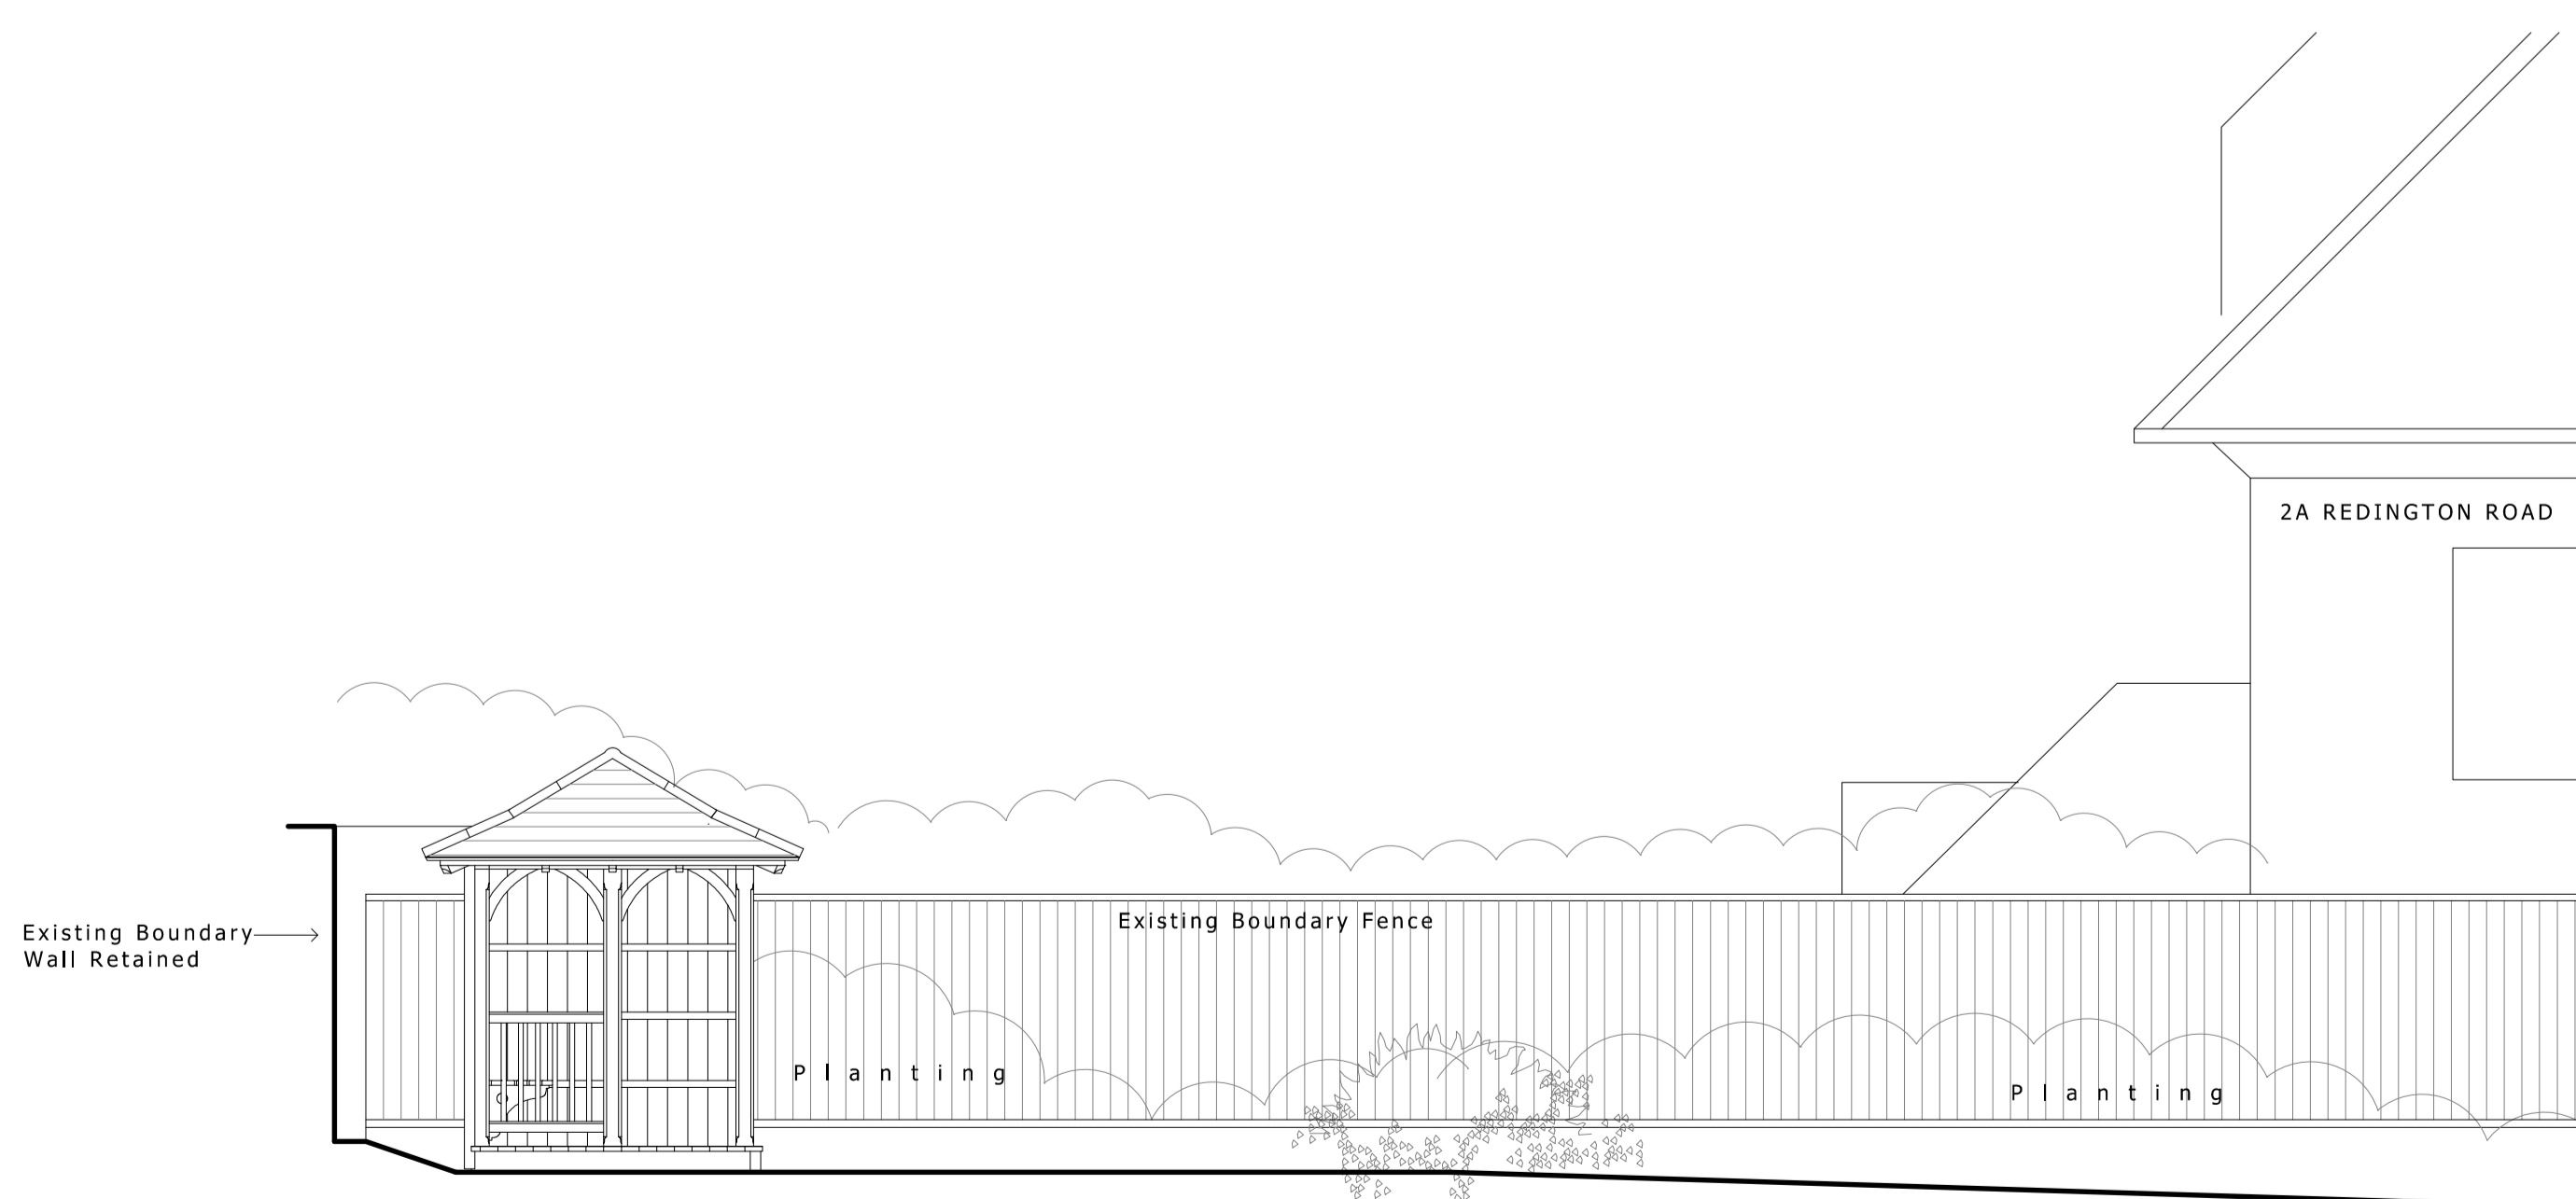 2A REDINGTON ROAD
Existing Boundary Fence
Existing Boundary
Wall Retained
Planting
Planting